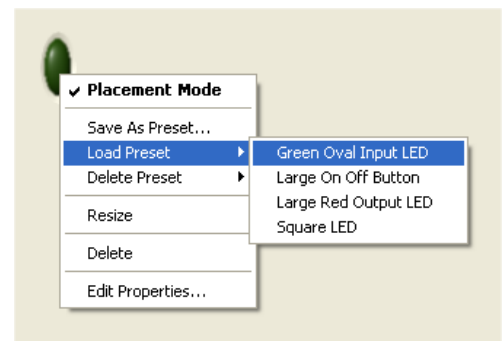 Placement Mode
Save As Preset...
Load Preset
Delete Preset
Resize
Delete
Edit Properties...
Green Oval Input LED
Large On Off Button
Large Red Output LED
Square LED